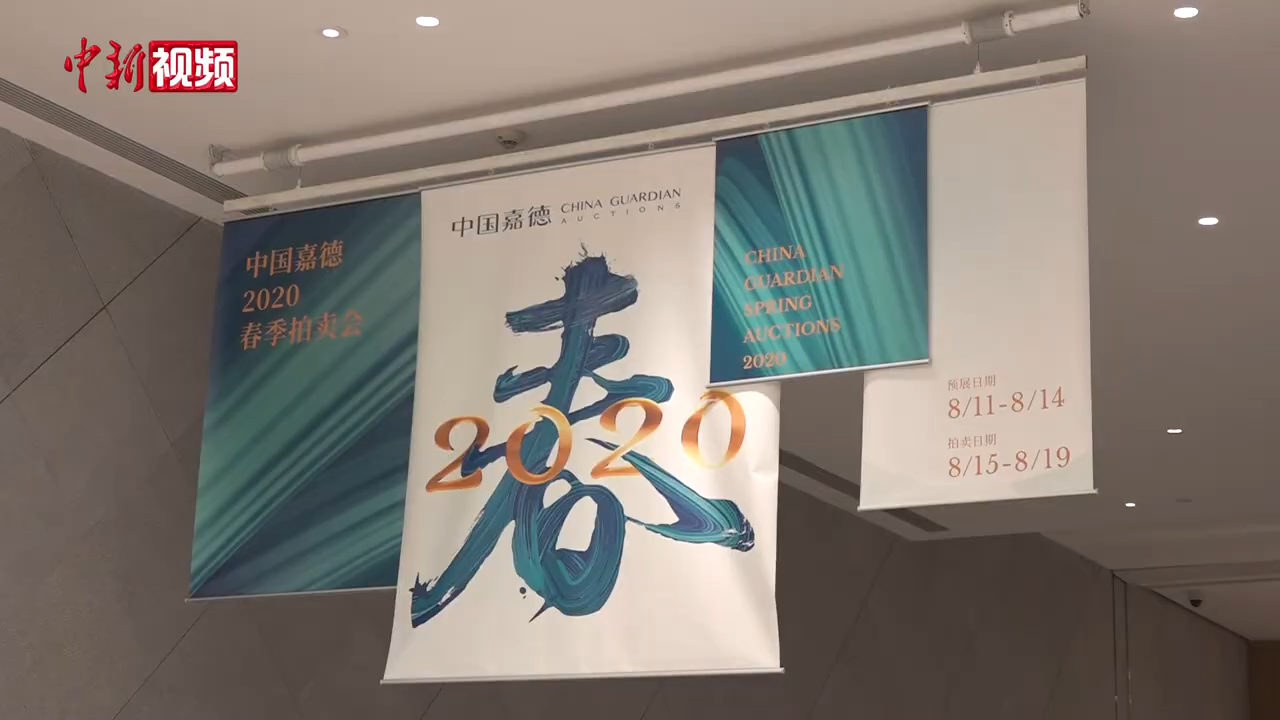 中新视频
中国嘉德
2020
春季拍卖会
中国嘉德 CHINA GUARDIAN
AUCTIONS
春
2020
CHINA
GUARDIAN
SPRING
AUCTIONS
2020
预展日期
8/11-8/14
拍卖日期
8/15-8/19